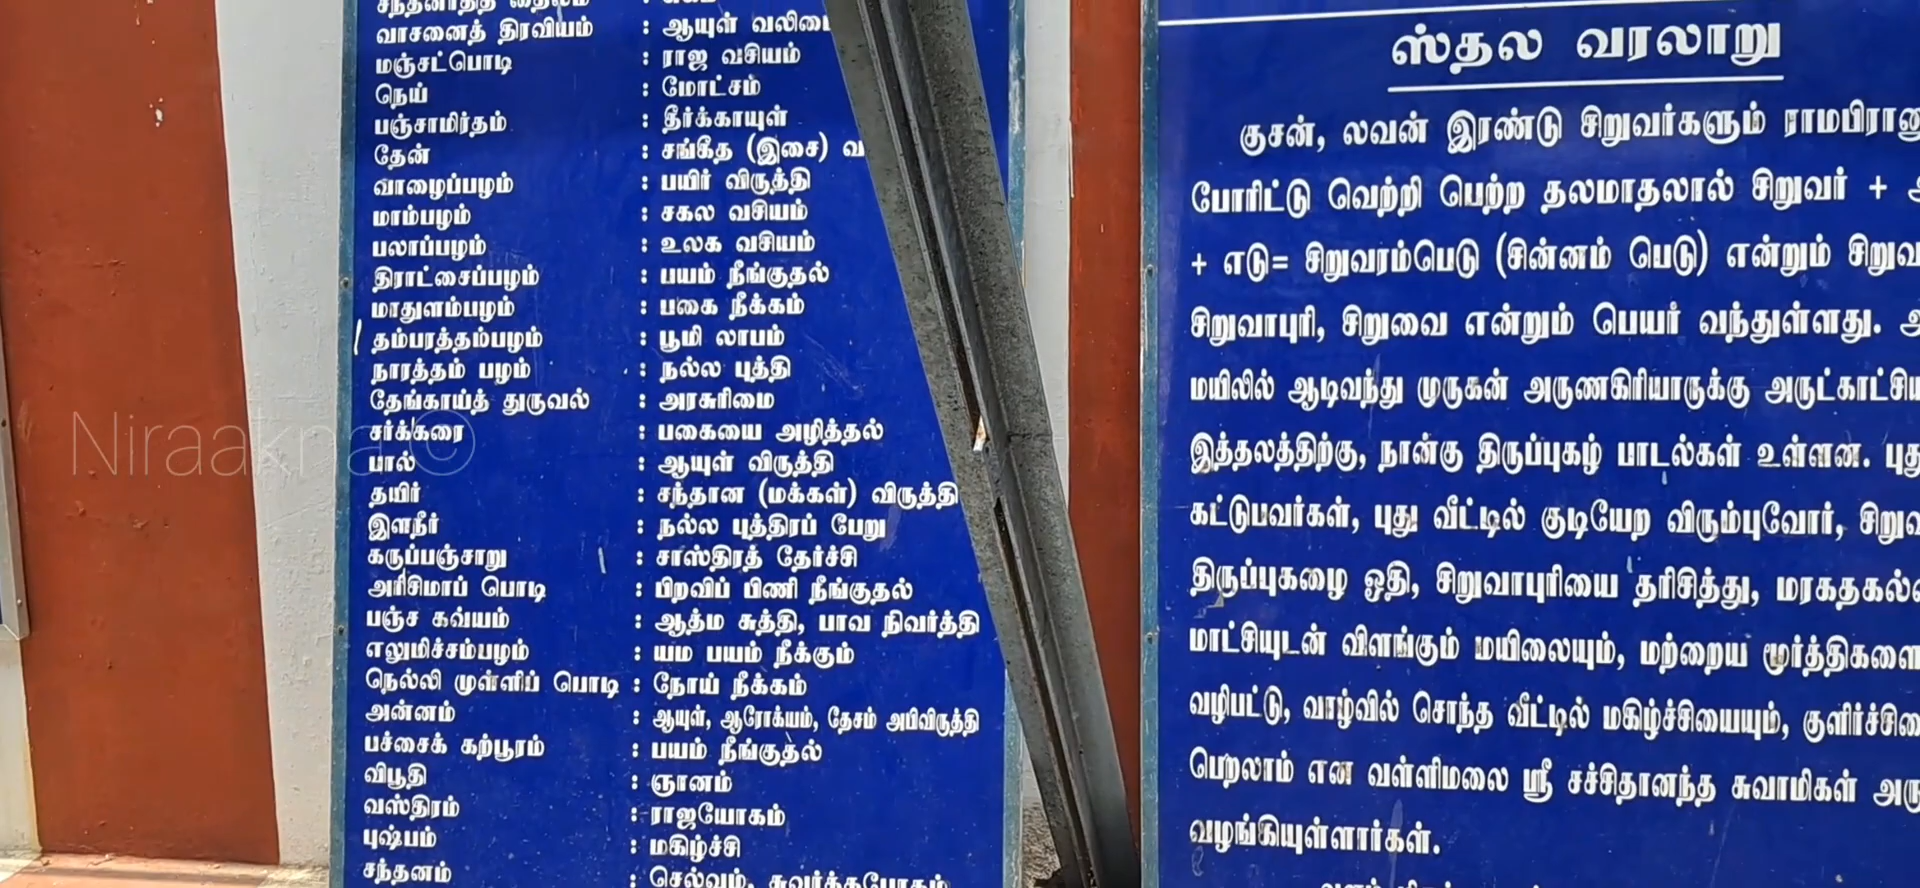 வாசனைத் திரவியம் : ஆயுள்
மஞ்சட்பொடி : ராஜ வசியம்
நெய் : மோட்சம்
பஞ்சாமிர்தம் : தீர்க்காயுள்
தேன் : சங்கீத (இசை)
வாழைப்பழம் : பயிர் விருத்தி
மாம்பழம் : சகல வசியம்
பலாப்பழம் : உலக வசியம்
திராட்சைப்பழம் : பயம் நீங்குதல்
மாதுளம்பழம் : பகை நீக்கம்
தம்பரத்தம்பழம் : பூமி லாபம்
நாரத்தம் பழம் : நல்ல புத்தி
தேங்காய்த் துருவல் : அரசுரிமை
சர்க்கரை : பகையை அழித்தல்
பால் : ஆயுள் விருத்தி
தயிர் : சந்தான (மக்கள்) விருத்தி
இளநீர் : நல்ல புத்திரப் பேறு
கருப்பஞ்சாறு : சாஸ்திரத் தேர்ச்சி
அரிசிமாப் பொடி : பிறவிப் பிணி நீங்குதல்
பஞ்ச கவ்யம் : ஆத்ம சுத்தி, பாவ நிவர்த்தி
எலுமிச்சம்பழம் : யம பயம் நீக்கும்
நெல்லி முள்ளிப் பொடி : நோய் நீக்கம்
அன்னம் : ஆயுள், ஆரோக்யம், தேசம் அபிவிருத்தி
பச்சைக் கற்பூரம் : பயம் நீங்குதல்
விபூதி : ஞானம்
வஸ்திரம் : ராஜயோகம்
புஷ்பம் : மகிழ்ச்சி
சந்தனம் : செல்வம்,
ஸ்தல வரலாறு
குசன், லவன் இரண்டு சிறுவர்களும்
போரிட்டு வெற்றி பெற்ற தலமாதலால் சிறுவர் +
+ எடு= சிறுவரம்பெடு (சின்னம் பெடு) என்றும்
சிறுவாபுரி, சிறுவை என்றும் பெயர் வந்துள்ளது.
மயிலில் ஆடிவந்து முருகன் அருணகிரியாருக்கு
இத்தலத்திற்கு, நான்கு திருப்புகழ் பாடல்கள் உள்ளன.
கட்டுபவர்கள், புது வீட்டில் குடியேற விரும்புவோர்,
திருப்புகழை ஓதி, சிறுவாபுரியை தரிசித்து,
மாட்சியுடன் விளங்கும் மயிலையும், மற்றைய
வழிபட்டு, வாழ்வில் சொந்த வீட்டில் மகிழ்ச்சியையும்,
பெறலாம் என வள்ளிமலை ஸ்ரீ சச்சிதானந்த சுவாமிகள்
வழங்கியுள்ளார்கள்.
Niraakna©